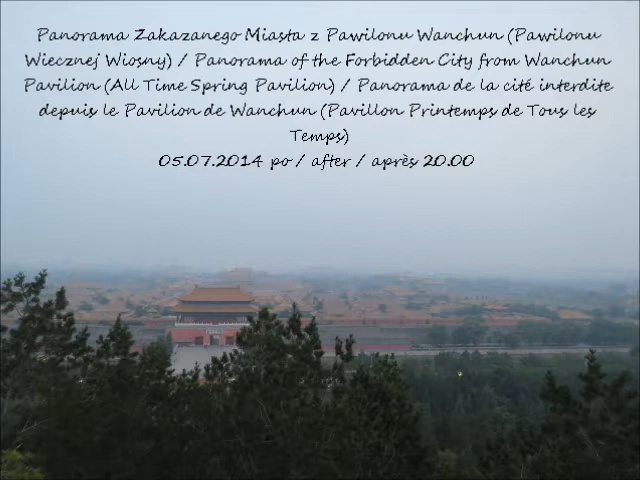 Panorama Zakazanego Miasta z Pawilonu Wanchun (Pawilonu
Wiecznej Wiosny) / Panorama of the Forbidden City from Wanchun
Pavilion (All Time Spring Pavilion) / Panorama de la cité interdite
depuis le Pavilion de Wanchun (Pavillon Printemps de Tous les
Temps)
05.07.2014 po / after / après 20.00